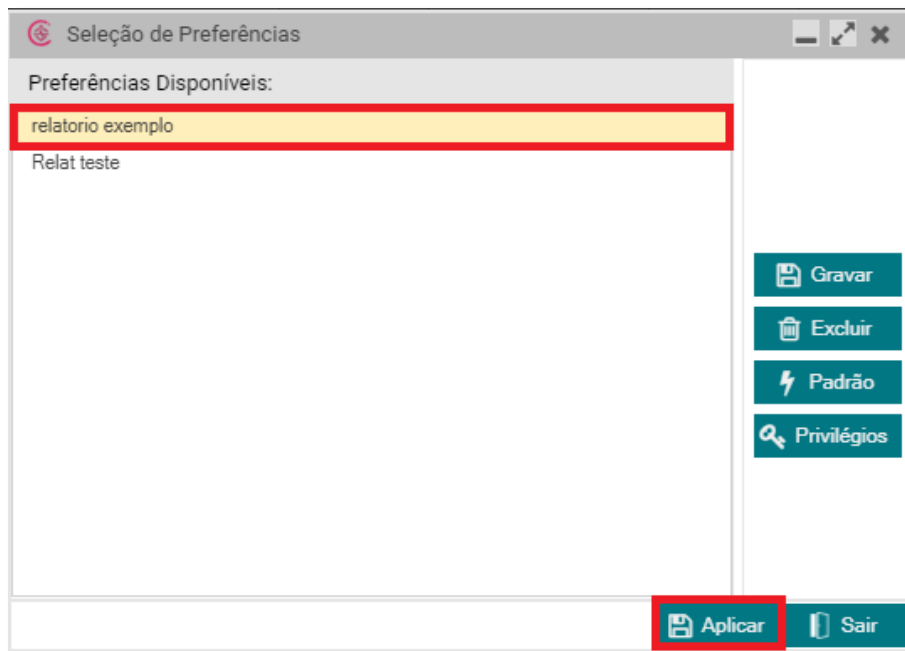 Seleção de Preferências
Preferências Disponíveis:
relatorio exemplo
Relat teste
Gravar
Excluir
Padrão
Privilégios
Aplicar
Sair